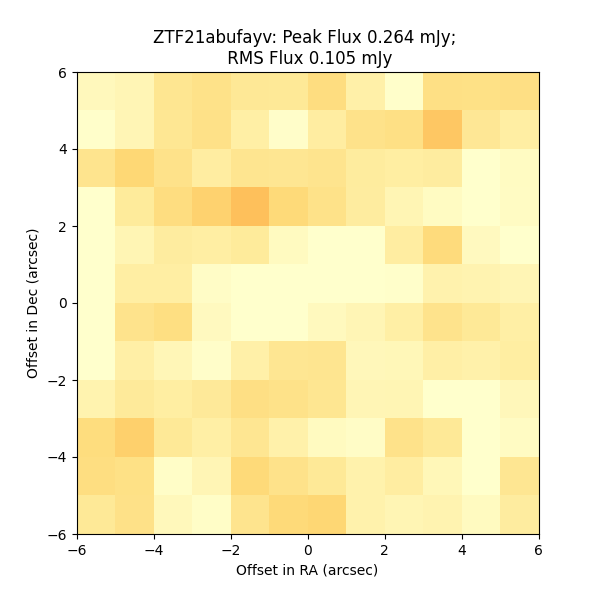 ZTF21abufayv: Peak Flux 0.264 mJy;
RMS Flux 0.105 mJy
6
4
2
0
−2
−4
−6
Offset in Dec (arcsec)
−6 −4 −2 0 2 4 6
Offset in RA (arcsec)